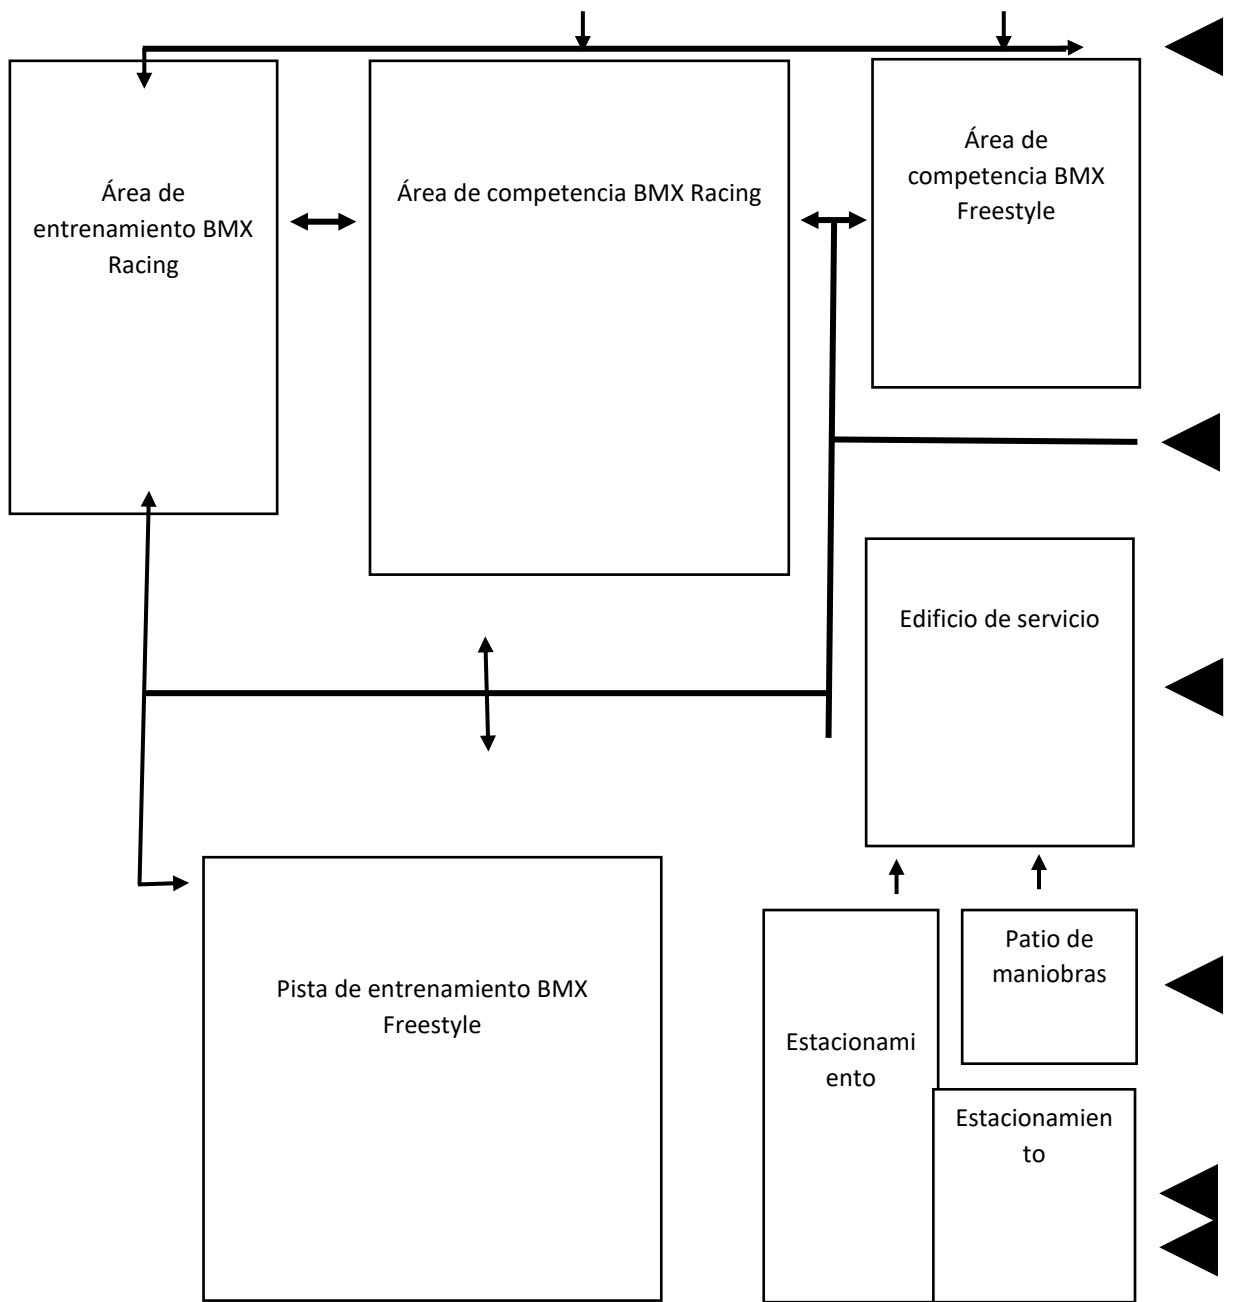 Área de
entrenamiento BMX
Racing
Área de competencia BMX Racing
Área de
competencia BMX
Freestyle
Edificio de servicio
Pista de entrenamiento BMX
Freestyle
Estacionami
ento
Patio de
maniobras
Estacionamien
to